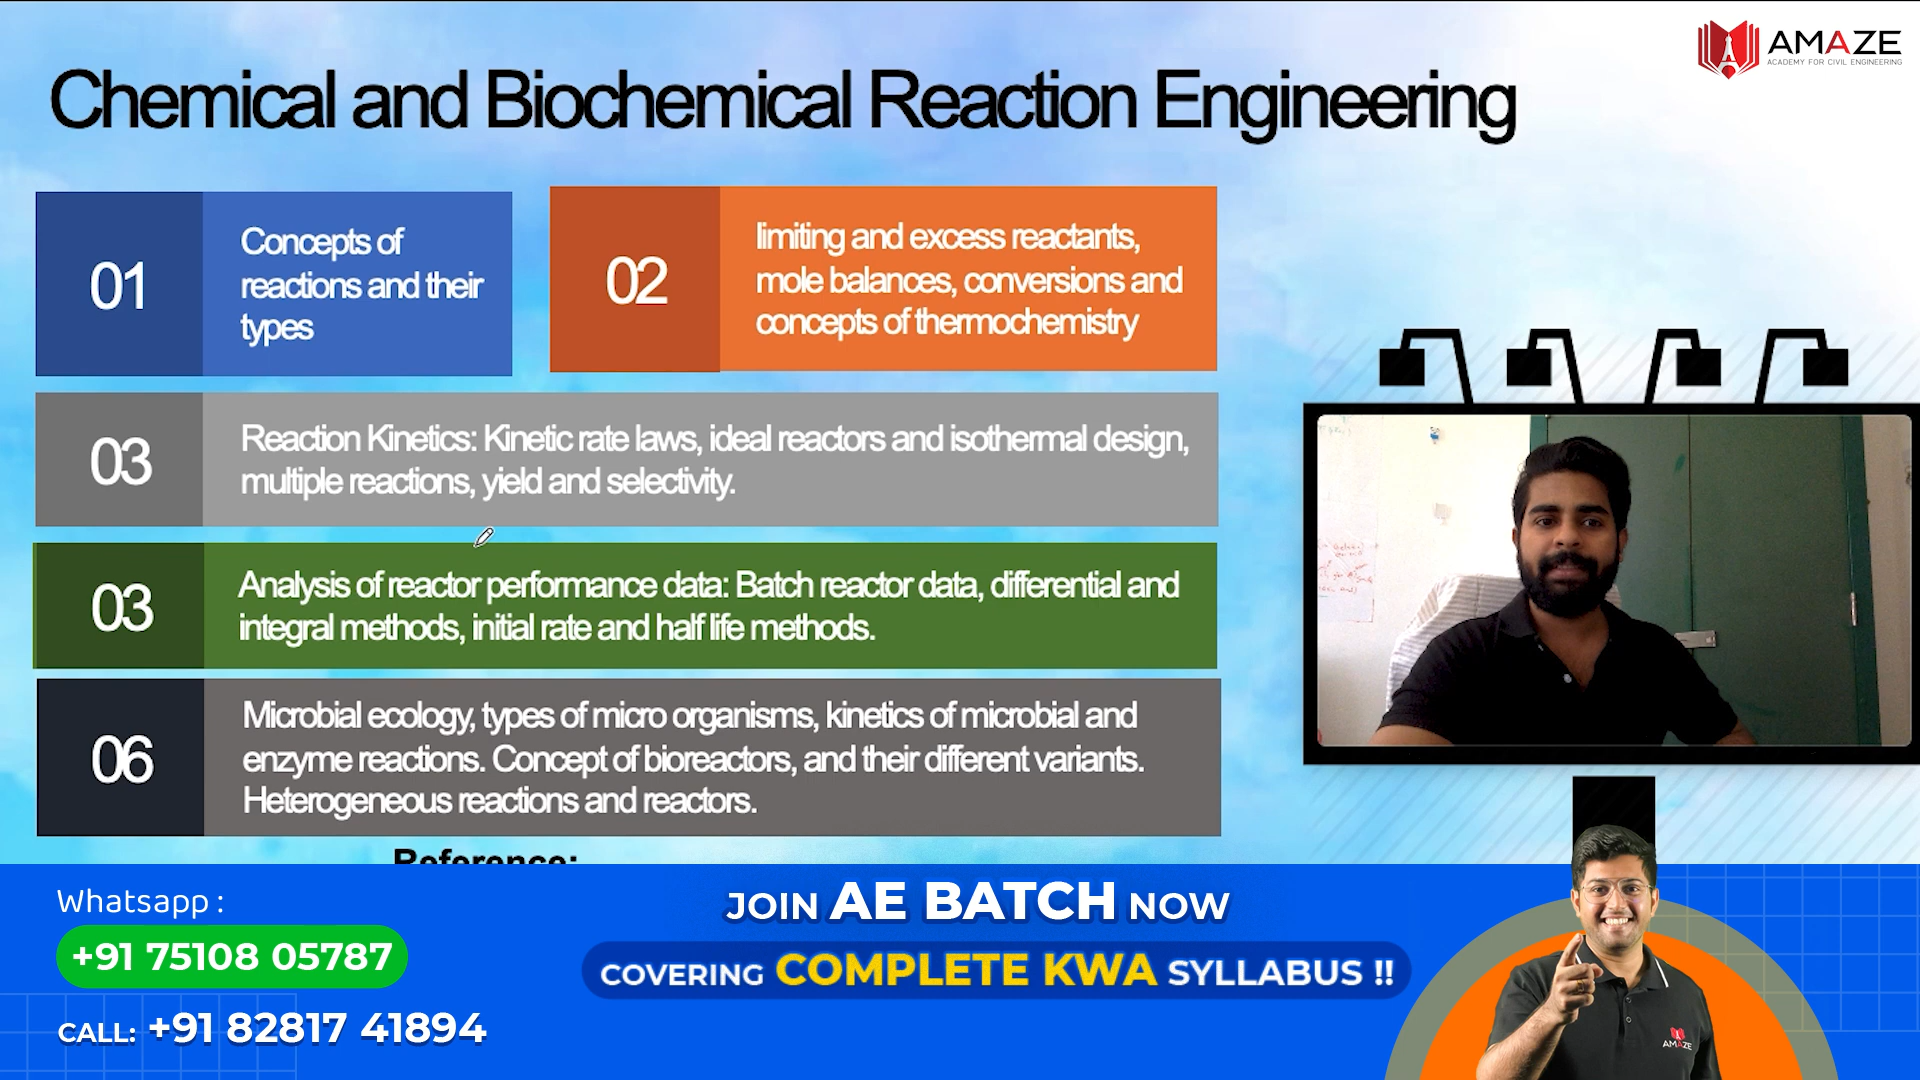 AMAZE
ACADEMY FOR CIVIL ENGINEERING
Chemical and Biochemical Reaction Engineering
01
Concepts of
reactions and their
types
02
limiting and excess reactants,
mole balances, conversions and
concepts of thermochemistry
03
Reaction Kinetics: Kinetic rate laws, ideal reactors and isothermal design,
multiple reactions, yield and selectivity.
03
Analysis of reactor performance data: Batch reactor data, differential and
integral methods, initial rate and half life methods.
06
Microbial ecology, types of micro organisms, kinetics of microbial and
enzyme reactions. Concept of bioreactors, and their different variants.
Heterogeneous reactions and reactors.
Reference:
Whatsapp :
+91 75108 05787
CALL: +91 82817 41894
JOIN AE BATCH NOW
COVERING COMPLETE KWA SYLLABUS !!
AMAZE